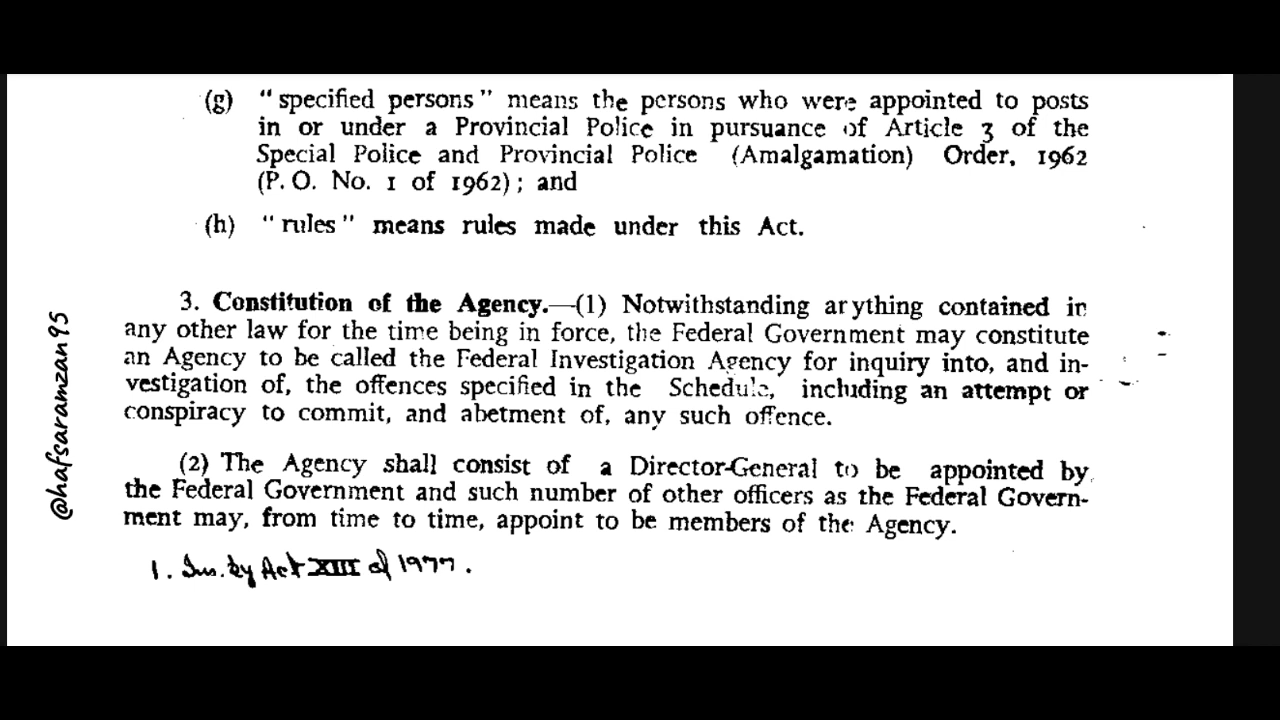 (g) “ specified persons ” means the persons who were appointed to posts
in or under a Provincial Police in pursuance of Article 3 of the
Special Police and Provincial Police (Amalgamation) Order, 1962
(P. O. No. 1 of 1962) ; and
(h) “ rules ” means rules made under this Act.
3. Constitution of the Agency.—(1) Notwithstanding anything contained in
any other law for the time being in force, the Federal Government may constitute
an Agency to be called the Federal Investigation Agency for inquiry into, and in-
vestigation of, the offences specified in the Schedule, including an attempt or
conspiracy to commit, and abetment of, any such offence.
(2) The Agency shall consist of a Director-General to be appointed by
the Federal Government and such number of other officers as the Federal Govern-
ment may, from time to time, appoint to be members of the Agency.
1. Ins. by Act XIII of 1977.
@hafsaramzan95